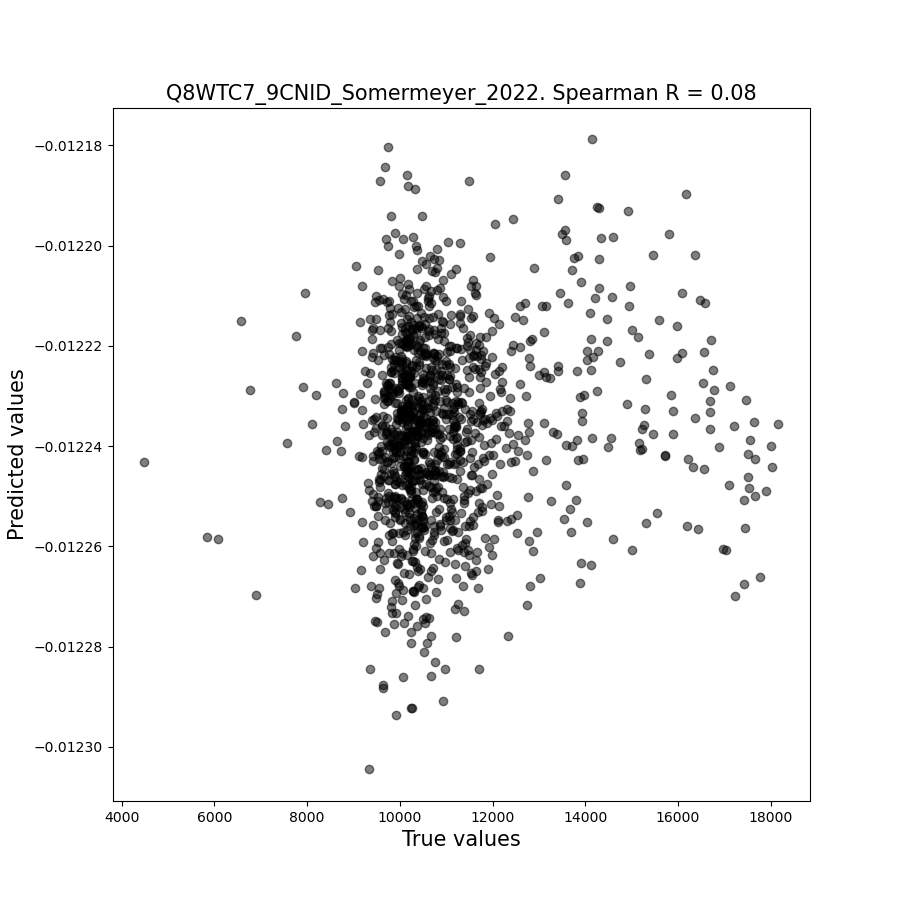 Q8WTC7_9CNID_Somermeyer_2022. Spearman R = 0.08
−0.01218
−0.01220
−0.01222
−0.01224
−0.01226
−0.01228
−0.01230
Predicted values
4000 6000 8000 10000 12000 14000 16000 18000
True values